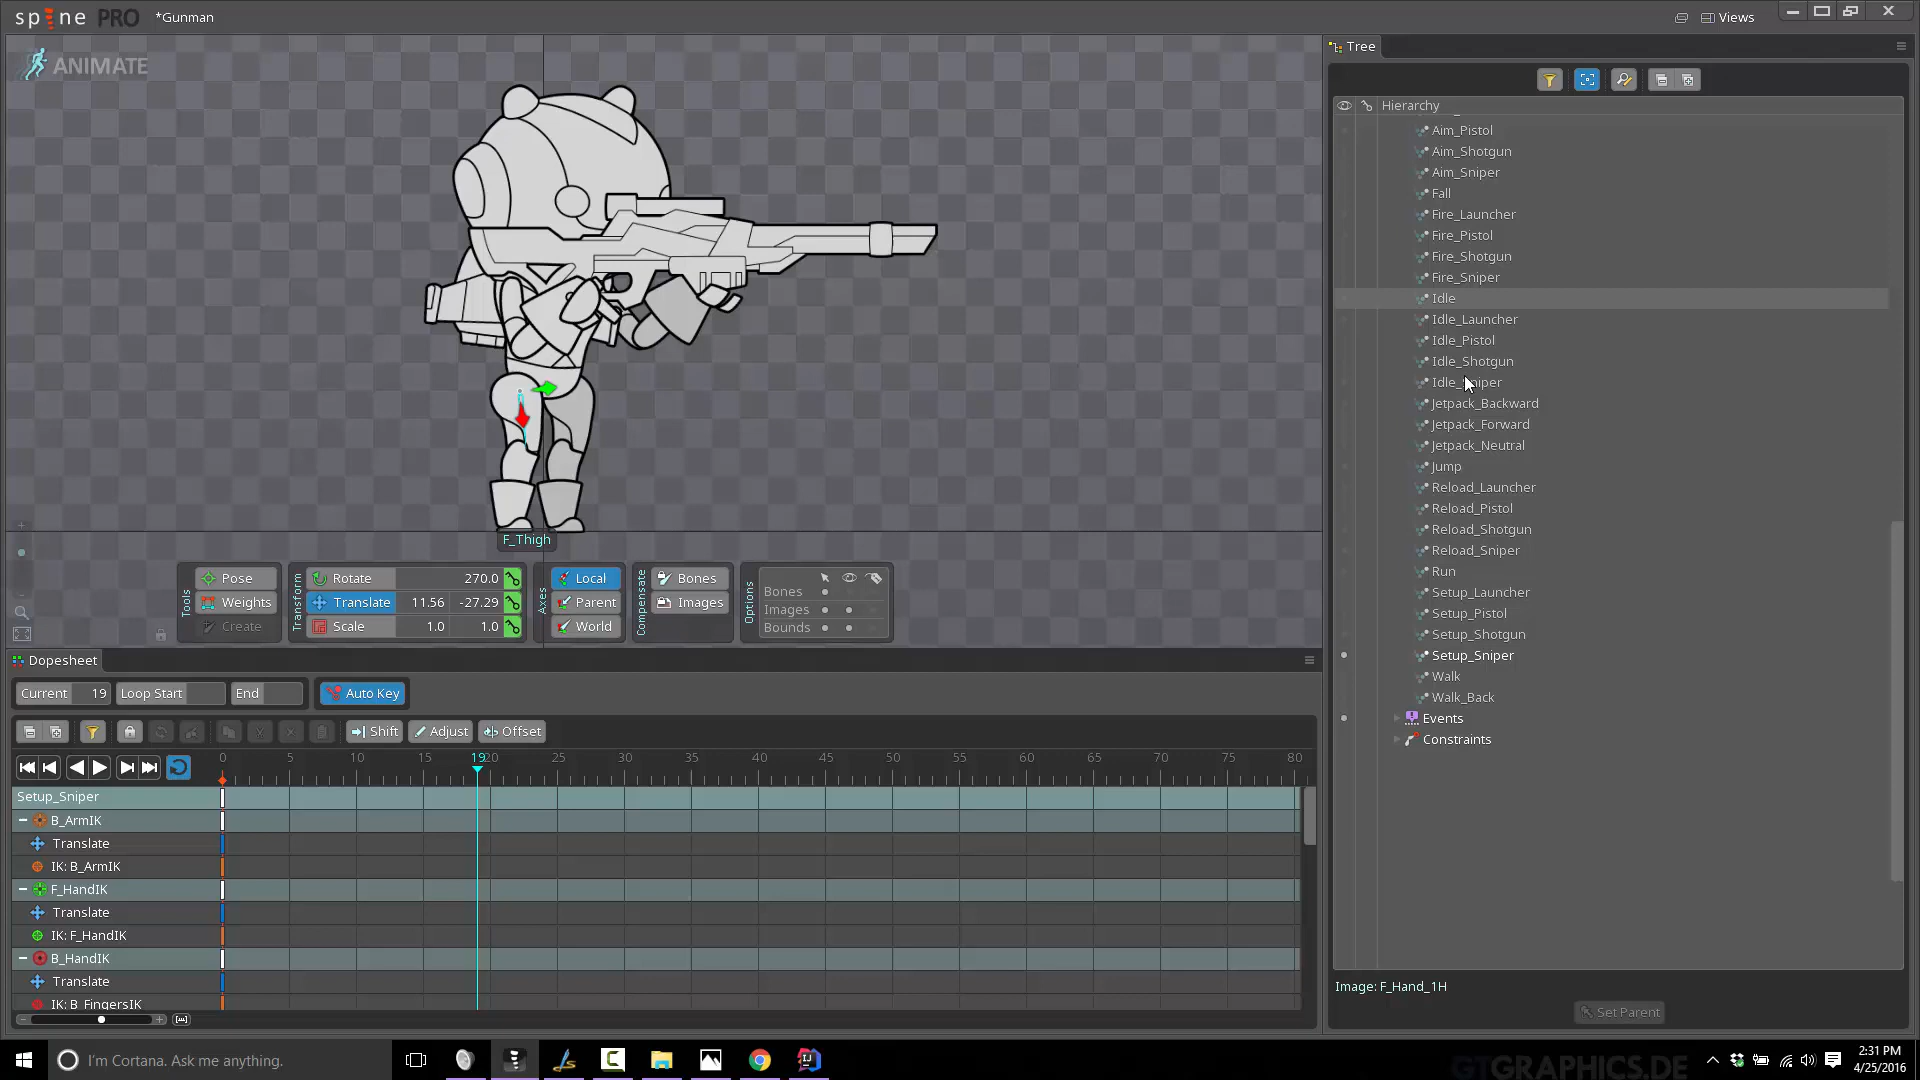 spine PRO *Gunman
Views
ANIMATE
Tree
Hierarchy
Aim_Pistol
Aim_Shotgun
Aim_Sniper
Fall
Fire_Launcher
Fire_Pistol
Fire_Shotgun
Fire_Sniper
Idle
Idle_Launcher
Idle_Pistol
Idle_Shotgun
Idle_Sniper
Jetpack_Backward
Jetpack_Forward
Jetpack_Neutral
Jump
Reload_Launcher
Reload_Pistol
Reload_Shotgun
Reload_Sniper
Run
Setup_Launcher
Setup_Pistol
Setup_Shotgun
Setup_Sniper
Walk
Walk_Back
Events
Constraints
Image: F_Hand_1H
Set Parent
F_Thigh
Tools
Pose
Weights
Create
Transform
Rotate 270.0
Translate 11.56 -27.29
Scale 1.0 1.0
Axes
Local
Parent
World
Compensate
Bones
Images
Options
Bones
Images
Bounds
Dopesheet
Current 19 Loop Start End Auto Key
Shift Adjust Offset
0 5 10 15 19 20 25 30 35 40 45 50 55 60 65 70 75 80
Setup_Sniper
B_ArmIK
Translate
IK: B_ArmIK
F_HandIK
Translate
IK: F_HandIK
B_HandIK
Translate
IK: B_FingersIK
I'm Cortana. Ask me anything.
GTGRAPHICS.DE
2:31 PM
4/25/2016